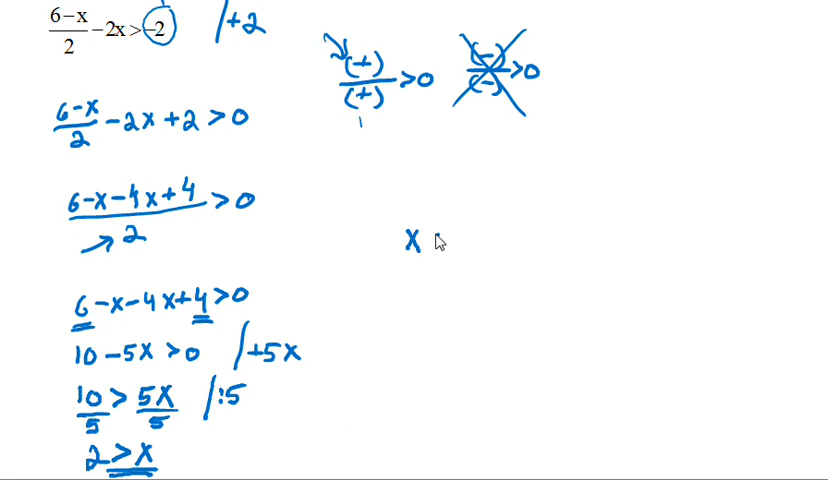 6-x/2 -2x>-2 /+2
(+)/(+) >0 (-)/(-) >0
6-x/2 -2x+2>0
6-x-4x+4/2 >0
x
6-x-4x+4>0
10-5x>0 /+5x
10/5 > 5x/5 /:5
2>x